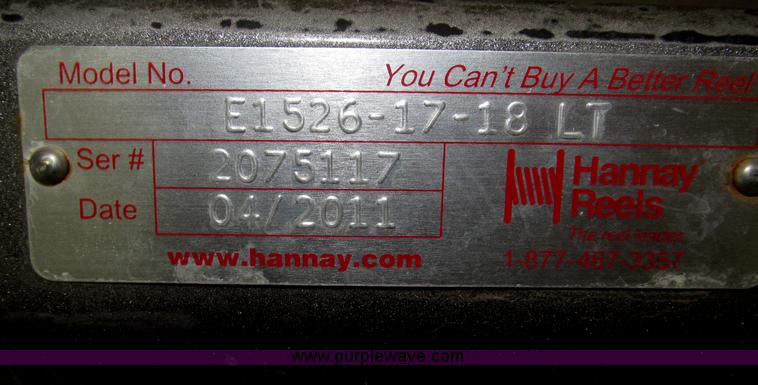 Model No. You Can't Buy A Better Reel
E1526-17-18 LT
Ser # 2075117
Date 04/2011
Hannay
Reels
The reel leader.
www.hannay.com 1-877-467-3357
www.purplewave.com